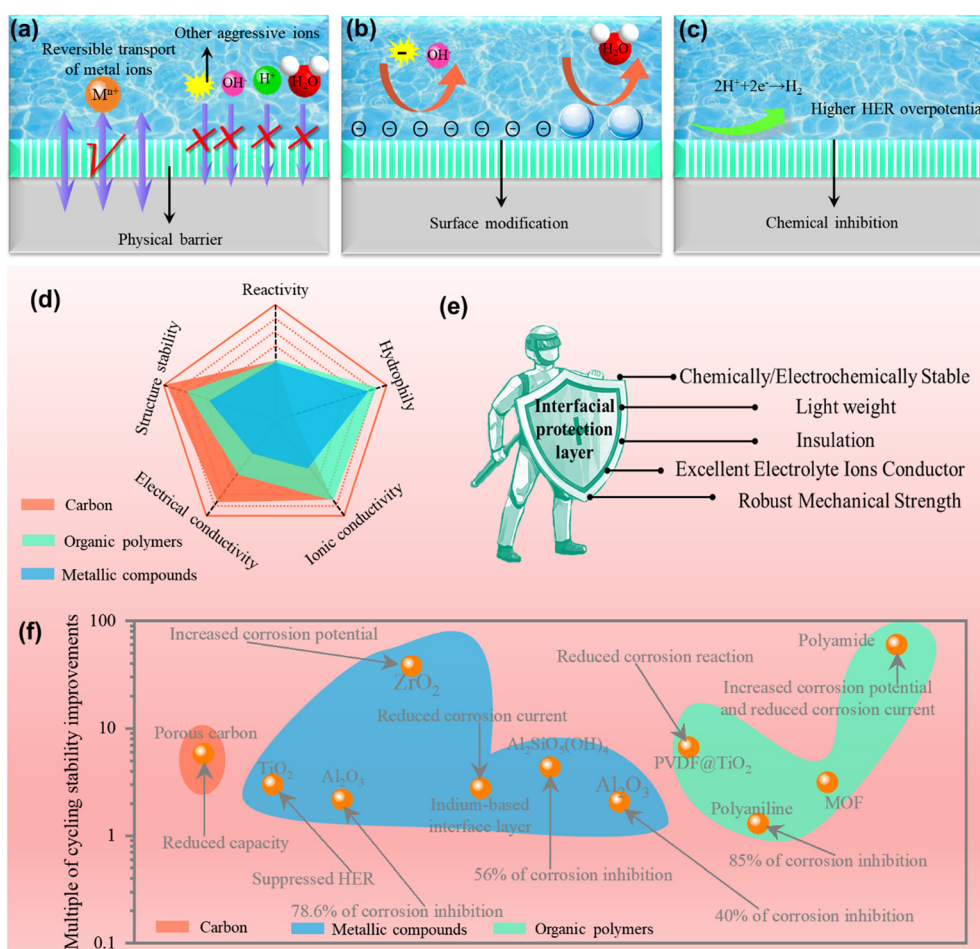 (a)
Other aggressive ions
Reversible transport
of metal ions
Mⁿ⁺
OH⁻
H⁺
H₂O
Physical barrier
(b)
-
OH⁻
H₂O
Surface modification
(c)
2H⁺+2e⁻→H₂
Higher HER overpotential
Chemical inhibition
(d)
Reactivity
Hydrophily
Ionic conductivity
Electrical conductivity
Structure stability
Carbon
Organic polymers
Metallic compounds
(e)
Interfacial
protection
layer
Chemically/Electrochemically Stable
Light weight
Insulation
Excellent Electrolyte Ions Conductor
Robust Mechanical Strength
(f)
Multiple of cycling stability improvements
100
10
1
0.1
Increased corrosion potential
ZrO₂
Reduced corrosion current
Porous carbon
Reduced capacity
TiO₂
Suppressed HER
Al₂O₃
78.6% of corrosion inhibition
Indium-based
interface layer
Al₂SiO₅(OH)₄
56% of corrosion inhibition
Al₂O₃
40% of corrosion inhibition
Reduced corrosion reaction
PVDF@TiO₂
Polyaniline
85% of corrosion inhibition
MOF
Polyamide
Increased corrosion potential
and reduced corrosion current
Carbon
Metallic compounds
Organic polymers